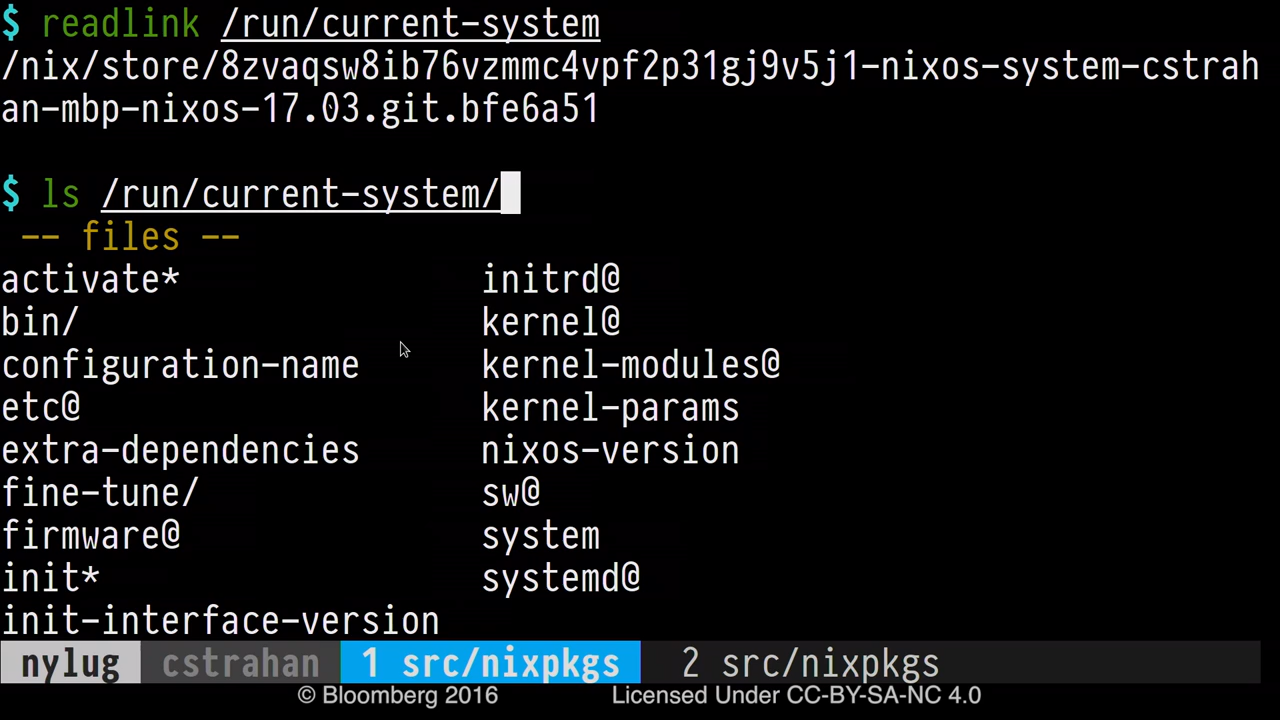 $ readlink /run/current-system
/nix/store/8zvaqsw8ib76vzmmc4vpf2p31gj9v5j1-nixos-system-cstrah
an-mbp-nixos-17.03.git.bfe6a51
$ ls /run/current-system/
-- files --
activate* initrd@
bin/ kernel@
configuration-name kernel-modules@
etc@ kernel-params
extra-dependencies nixos-version
fine-tune/ sw@
firmware@ system
init* systemd@
init-interface-version
nylug cstrahan 1 src/nixpkgs 2 src/nixpkgs
© Bloomberg 2016 Licensed Under CC-BY-SA-NC 4.0